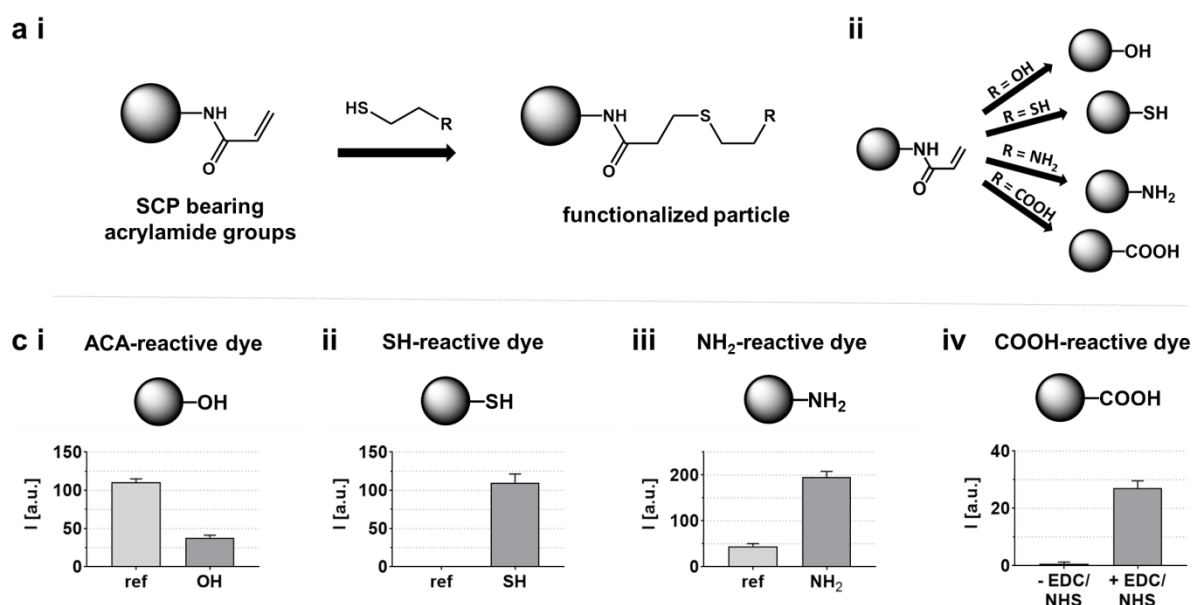 a i
HS
R
NH
O
SCP bearing
acrylamide groups
NH
O
S
R
functionalized particle
ii
NH
O
R = OH
R = SH
R = NH2
R = COOH
OH
SH
NH2
COOH
c i ACA-reactive dye
OH
I [a.u.]
150
100
50
0
ref OH
ii SH-reactive dye
SH
I [a.u.]
150
100
50
0
ref SH
iii NH2-reactive dye
NH2
I [a.u.]
200
100
0
ref NH2
iv COOH-reactive dye
COOH
I [a.u.]
40
20
0
- EDC/ + EDC/
NHS NHS